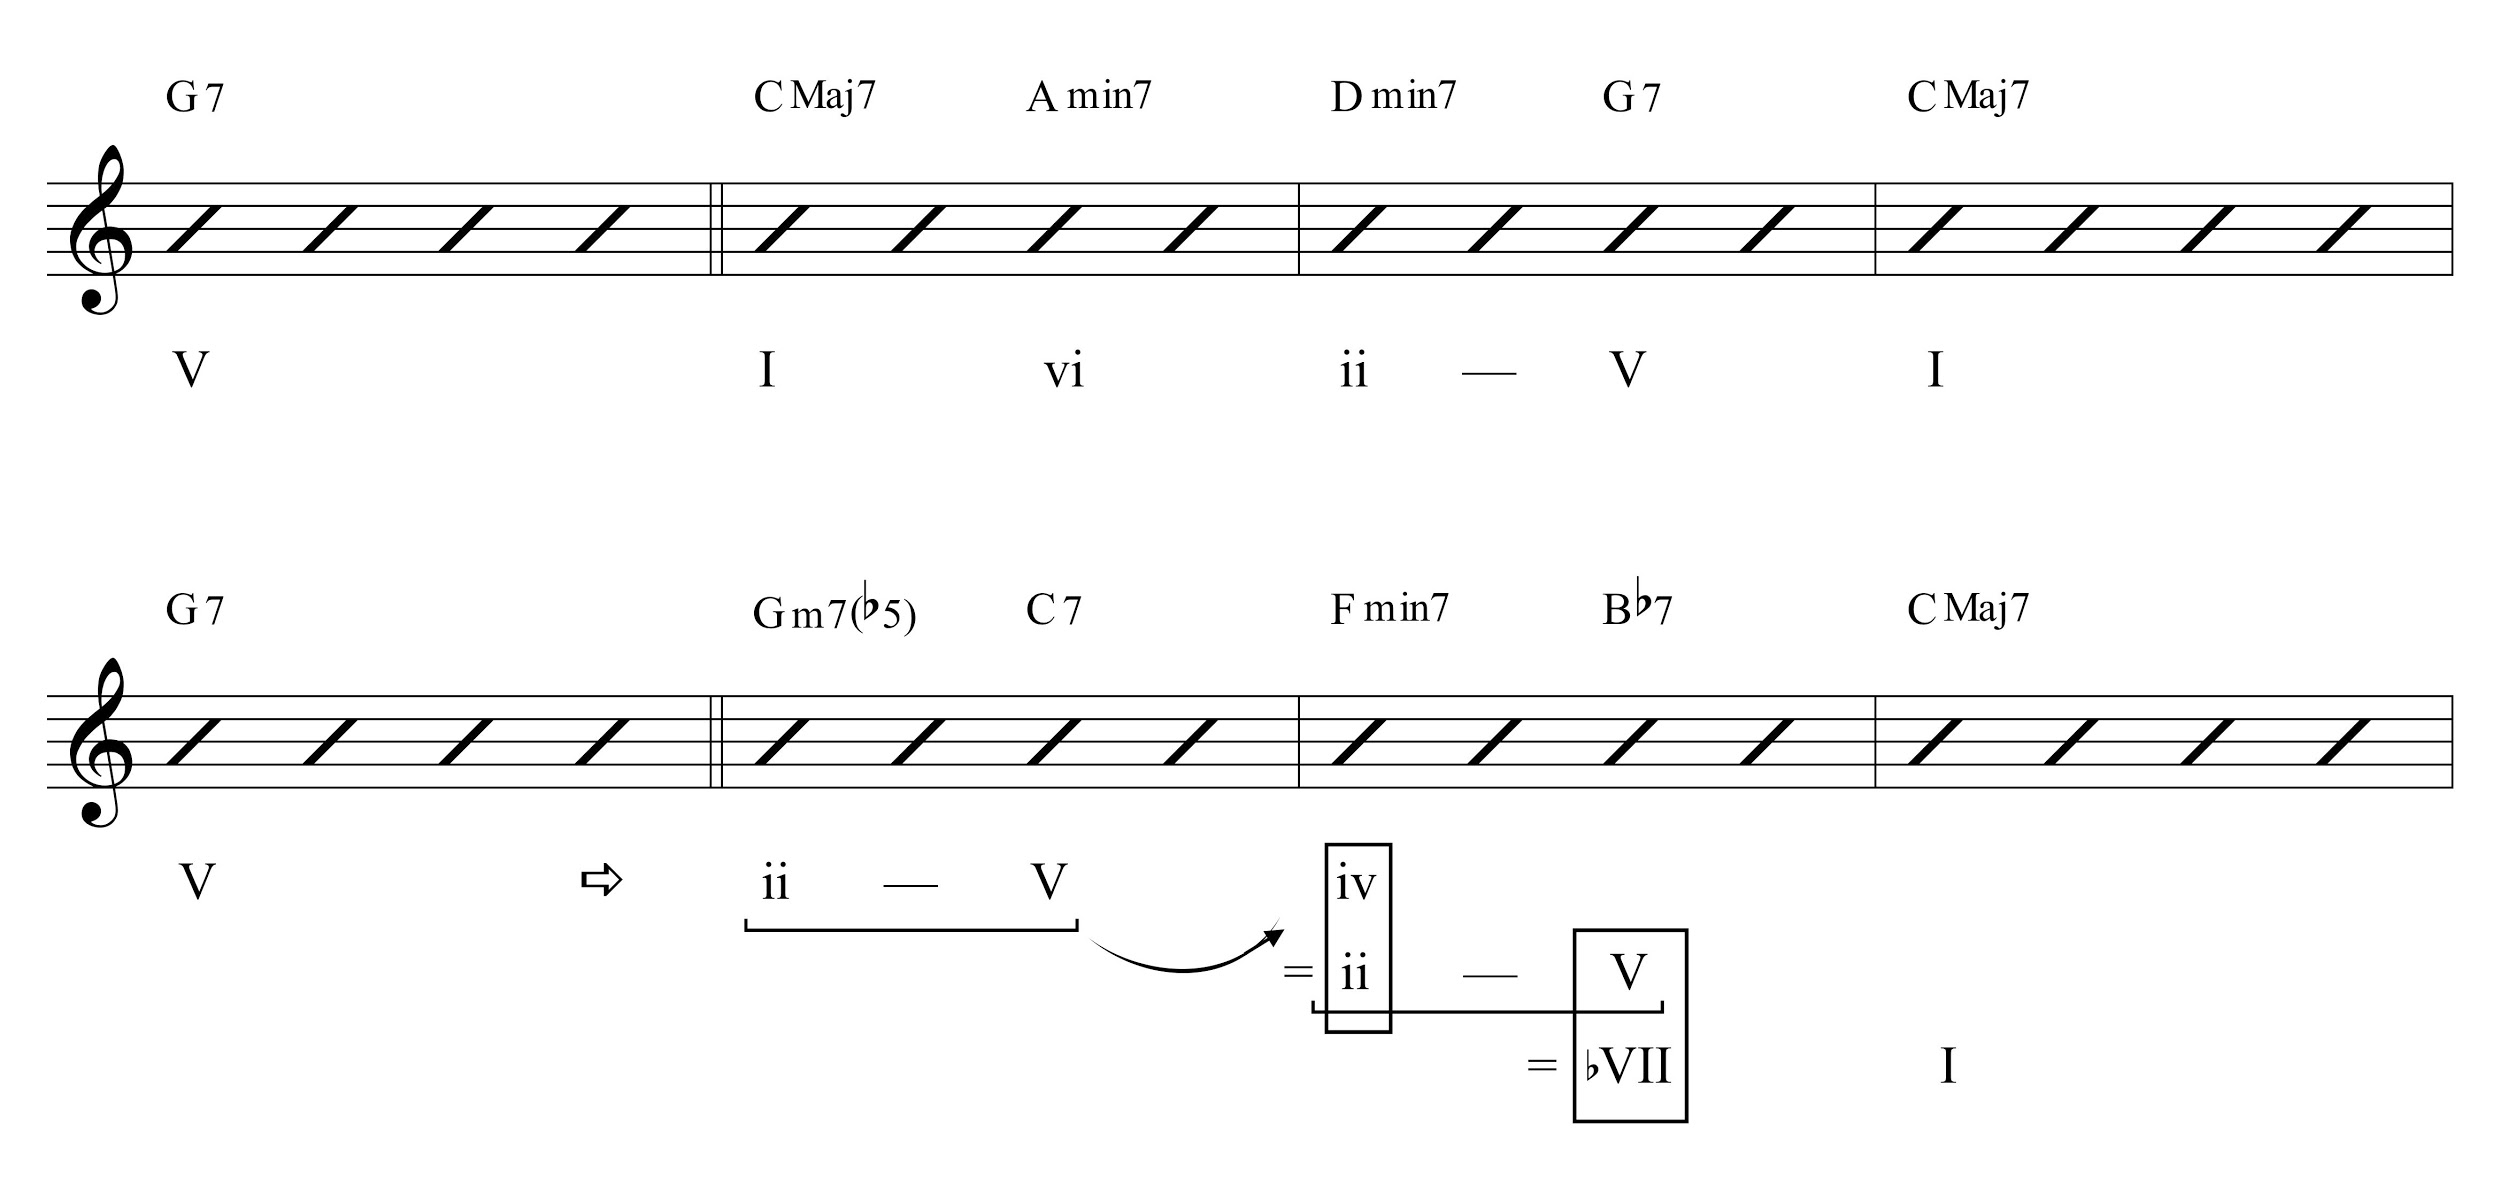 G7 CMaj7 Amin7 Dmin7 G7 CMaj7
V I vi ii — V I
G7 Gm7(♭5) C7 Fmin7 B♭7 CMaj7
V ii — V iv
= ii — V
= ♭VII I